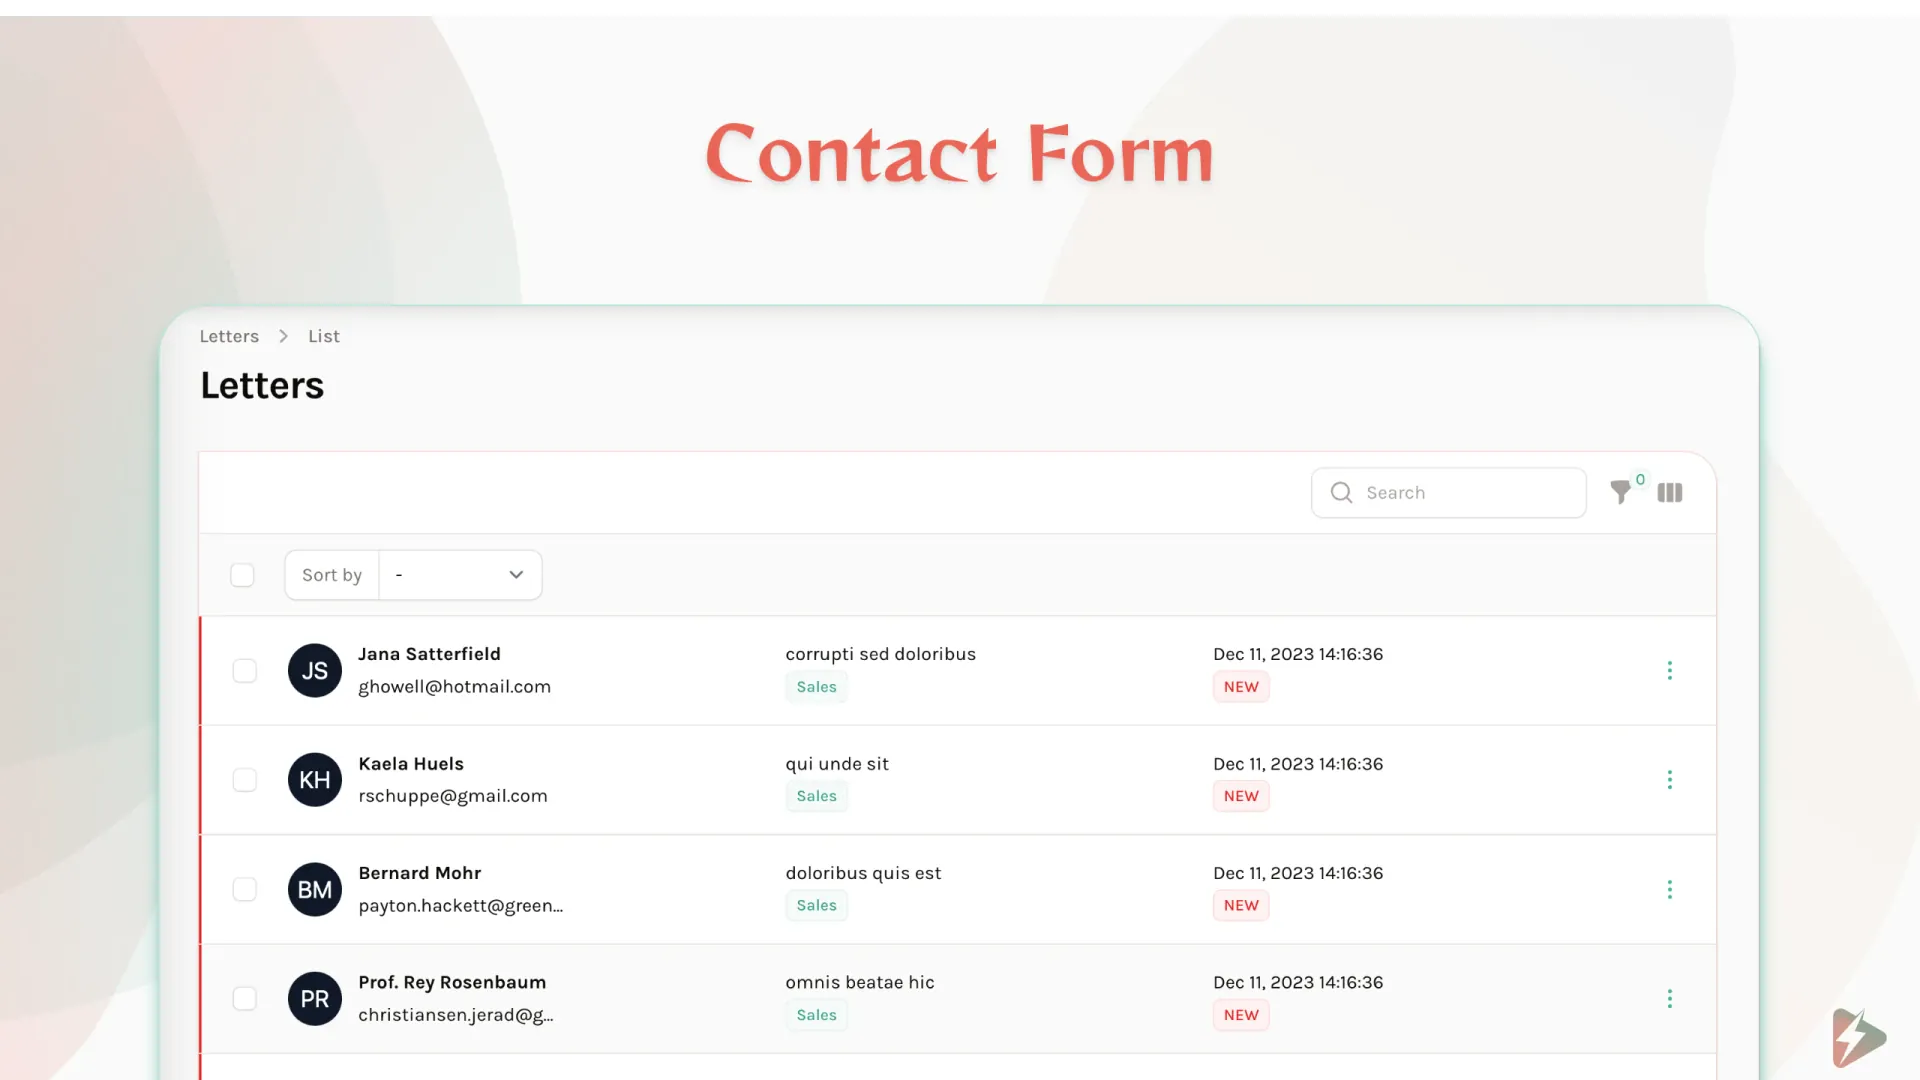 Contact Form
Letters > List
Letters
Search
0
Sort by -
JS Jana Satterfield corrupti sed doloribus Dec 11, 2023 14:16:36
ghowell@hotmail.com Sales NEW
KH Kaela Huels qui unde sit Dec 11, 2023 14:16:36
rschuppe@gmail.com Sales NEW
BM Bernard Mohr doloribus quis est Dec 11, 2023 14:16:36
payton.hackett@green... Sales NEW
PR Prof. Rey Rosenbaum omnis beatae hic Dec 11, 2023 14:16:36
christiansen.jerad@g... Sales NEW